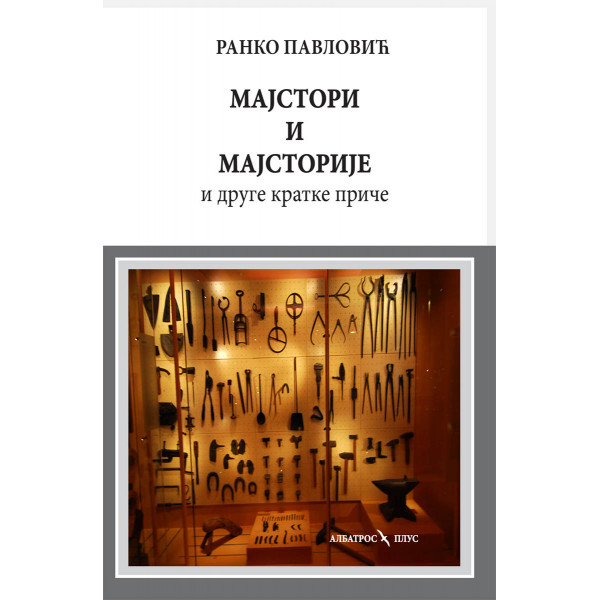 РАНКО ПАВЛОВИЋ
МАЈСТОРИ
И
МАЈСТОРИЈЕ
и друге кратке приче
АЛБАТРОС ПЛУС